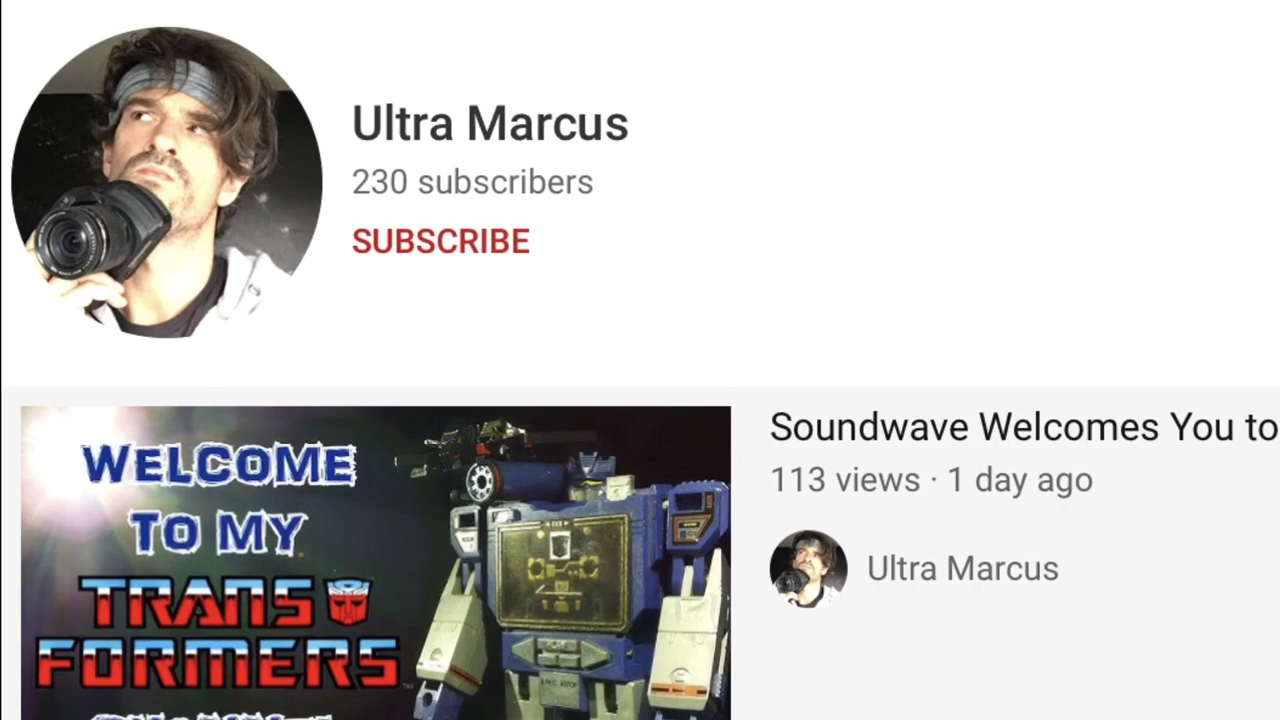 Ultra Marcus
230 subscribers
SUBSCRIBE
WELCOME
TO MY
TRANS
FORMERS
Soundwave Welcomes You to
113 views · 1 day ago
Ultra Marcus